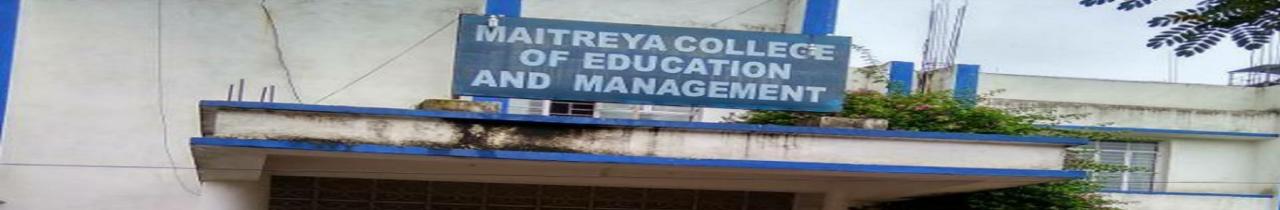 MAITREYA COLLEGE
OF EDUCATION
AND MANAGEMENT